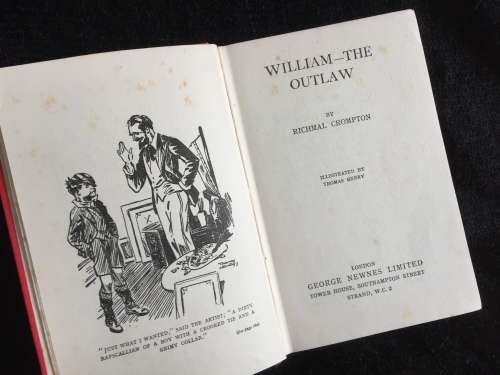 "JUST WHAT I WANTED," SAID THE ARTIST; "A DIRTY
RAPSCALLIAN OF A BOY WITH A CROOKED TIE AND A
GRIMY COLLAR."
WILLIAM—THE
OUTLAW
BY
RICHMAL CROMPTON
ILLUSTRATED BY
THOMAS HENRY
LONDON
GEORGE NEWNES LIMITED
TOWER HOUSE, SOUTHAMPTON STREET
STRAND, W.C. 2